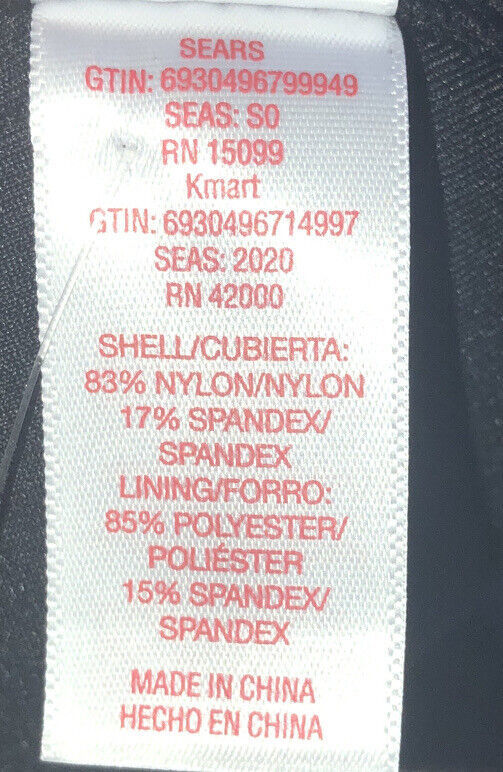 SEARS
GTIN: 6930496799949
SEAS: SO
RN 15099
Kmart
GTIN: 6930496714997
SEAS: 2020
RN 42000
SHELL/CUBIERTA:
83% NYLON/NYLON
17% SPANDEX/
SPANDEX
LINING/FORRO:
85% POLYESTER/
POLIÉSTER
15% SPANDEX/
SPANDEX
MADE IN CHINA
HECHO EN CHINA